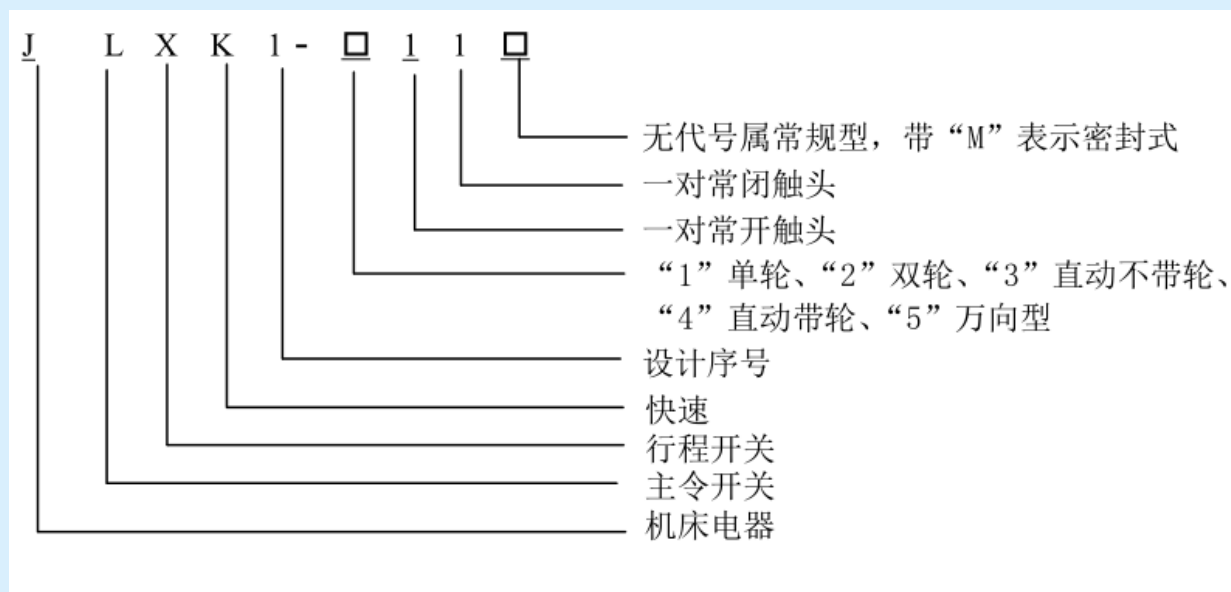 J L X K 1 - □ 1 1 □
无代号属常规型，带“M”表示密封式
一对常闭触头
一对常开触头
“1”单轮、“2”双轮、“3”直动不带轮、
“4”直动带轮、“5”万向型
设计序号
快速
行程开关
主令开关
机床电器